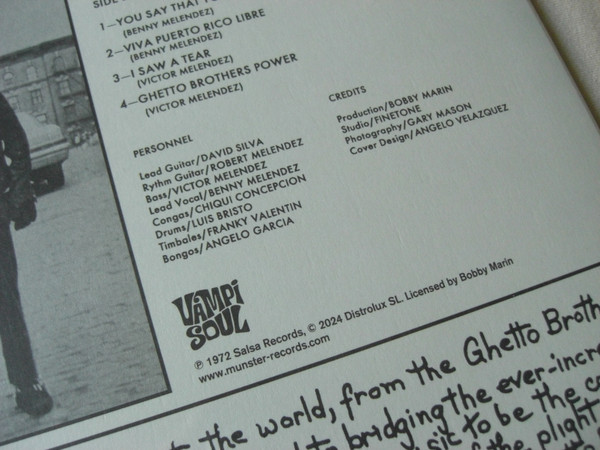 SIDE
1—YOU SAY THAT
(BENNY MELENDEZ)
2—VIVA PUERTO RICO LIBRE
(BENNY MELENDEZ)
3—I SAW A TEAR
(VICTOR MELENDEZ)
4—GHETTO BROTHERS POWER
(VICTOR MELENDEZ)
PERSONNEL
Lead Guitar/DAVID SILVA
Rythm Guitar/ROBERT MELENDEZ
Bass/VICTOR MELENDEZ
Lead Vocal/BENNY MELENDEZ
Congas/CHIQUI CONCEPCION
Drums/LUIS BRISTO
Timbales/FRANKY VALENTIN
Bongos/ANGELO GARCIA
CREDITS
Production/BOBBY MARIN
Studio/FINETONE
Photography/GARY MASON
Cover Design/ANGELO VELAZQUEZ
VAMPI
SOUL
℗ 1972 Salsa Records, © 2024 Distrolux SL. Licensed by Bobby Marin
www.munster-records.com
the world, from the Ghetto Broth
to bridging the ever-incre
to be the
the plight